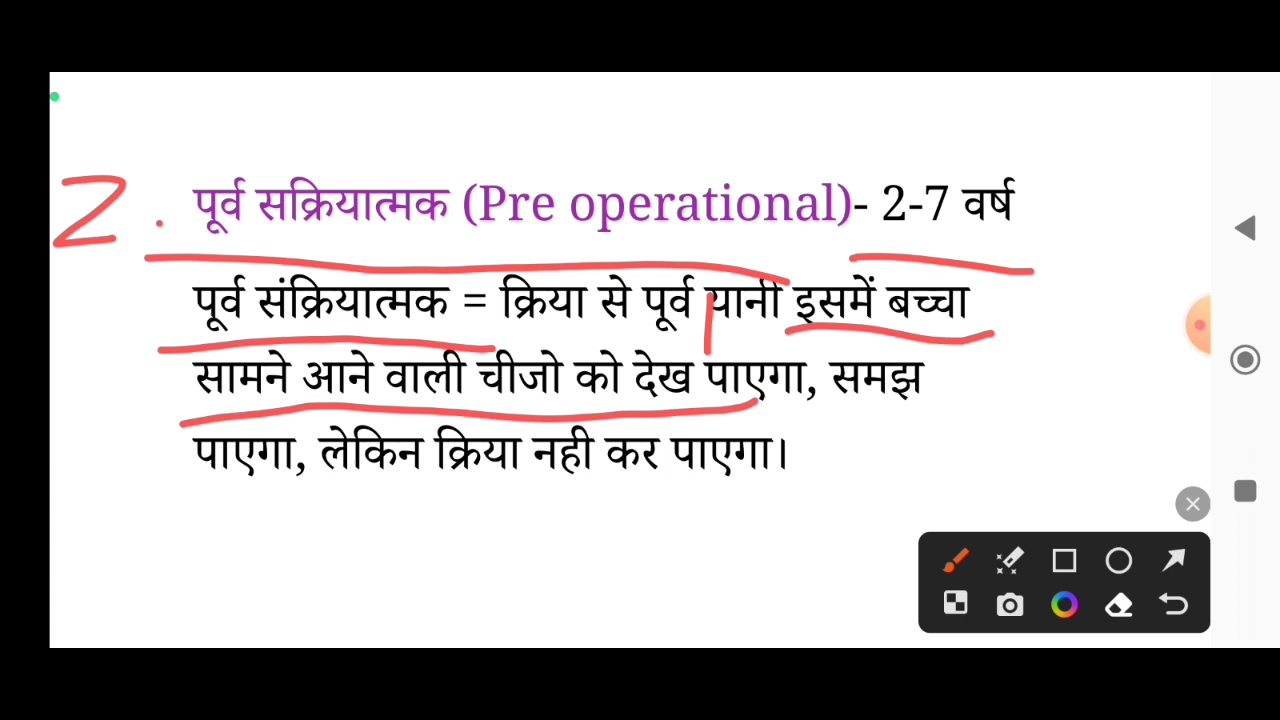 2. पूर्व सक्रियात्मक (Pre operational)- 2-7 वर्ष
पूर्व संक्रियात्मक = क्रिया से पूर्व यानी इसमें बच्चा
सामने आने वाली चीजो को देख पाएगा, समझ
पाएगा, लेकिन क्रिया नही कर पाएगा।